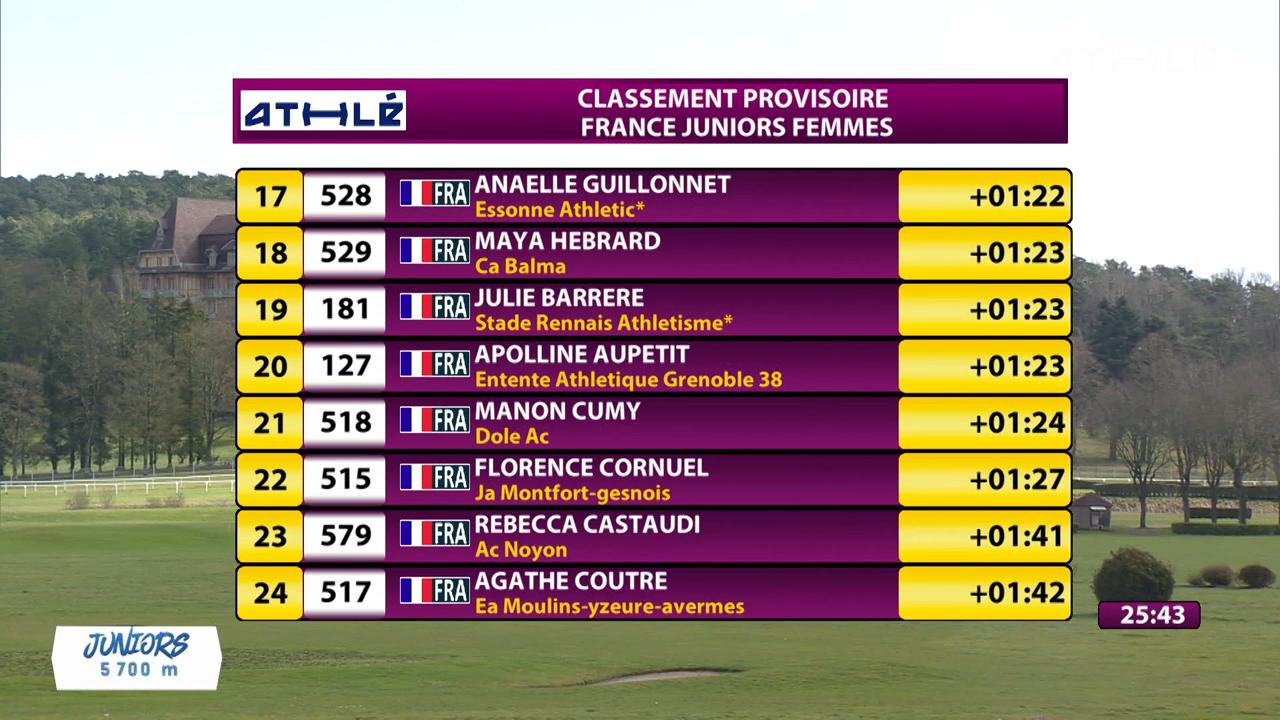 ATHLÉ
CLASSEMENT PROVISOIRE
FRANCE JUNIORS FEMMES
17 528 FRA ANAELLE GUILLONNET +01:22
Essonne Athletic*
18 529 FRA MAYA HEBRARD +01:23
Ca Balma
19 181 FRA JULIE BARRERE +01:23
Stade Rennais Athletisme*
20 127 FRA APOLLINE AUPETIT +01:23
Entente Athletique Grenoble 38
21 518 FRA MANON CUMY +01:24
Dole Ac
22 515 FRA FLORENCE CORNUEL +01:27
Ja Montfort-gesnois
23 579 FRA REBECCA CASTAUDI +01:41
Ac Noyon
24 517 FRA AGATHE COUTRE +01:42
Ea Moulins-yzeure-avermes
25:43
JUNIORS
5 700 m
ATHLÉ